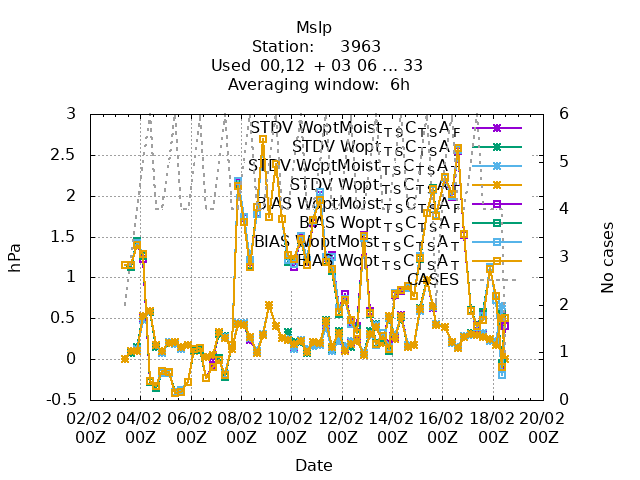 Mslp
Station: 3963
Used 00,12 + 03 06 ... 33
Averaging window: 6h
3
2.5
2
1.5
1
0.5
0
-0.5
hPa
6
5
4
3
2
1
0
No cases
STDV WoptMoist_TS C_TS A_F
STDV Wopt_TS C_TS A_F
STDV WoptMoist_TS C_TS A_T
STDV Wopt_TS C_TS A_T
BIAS WoptMoist_TS C_TS A_F
BIAS Wopt_TS C_TS A_F
BIAS WoptMoist_TS C_TS A_T
BIAS Wopt_TS C_TS A_T
CASES
02/02 04/02 06/02 08/02 10/02 12/02 14/02 16/02 18/02 20/02
00Z 00Z 00Z 00Z 00Z 00Z 00Z 00Z 00Z 00Z
Date